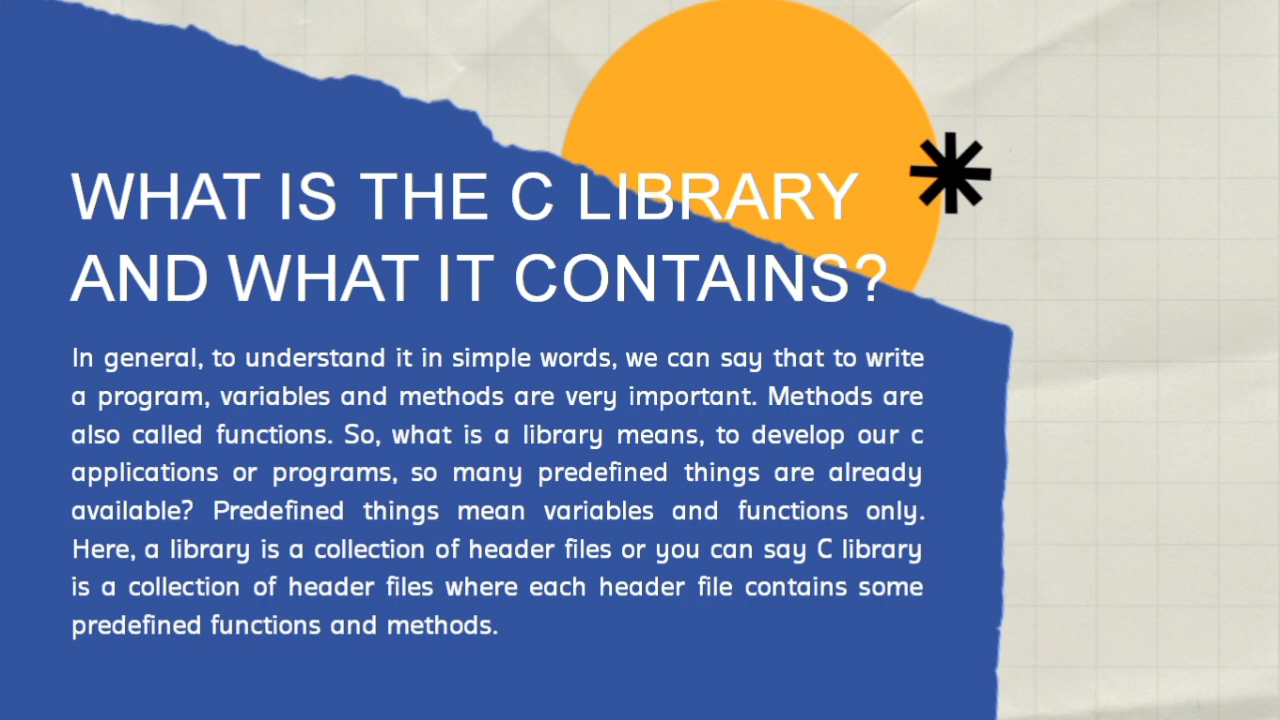 WHAT IS THE C LIBRARY
AND WHAT IT CONTAINS?
In general, to understand it in simple words, we can say that to write
a program, variables and methods are very important. Methods are
also called functions. So, what is a library means, to develop our c
applications or programs, so many predefined things are already
available? Predefined things mean variables and functions only.
Here, a library is a collection of header files or you can say C library
is a collection of header files where each header file contains some
predefined functions and methods.